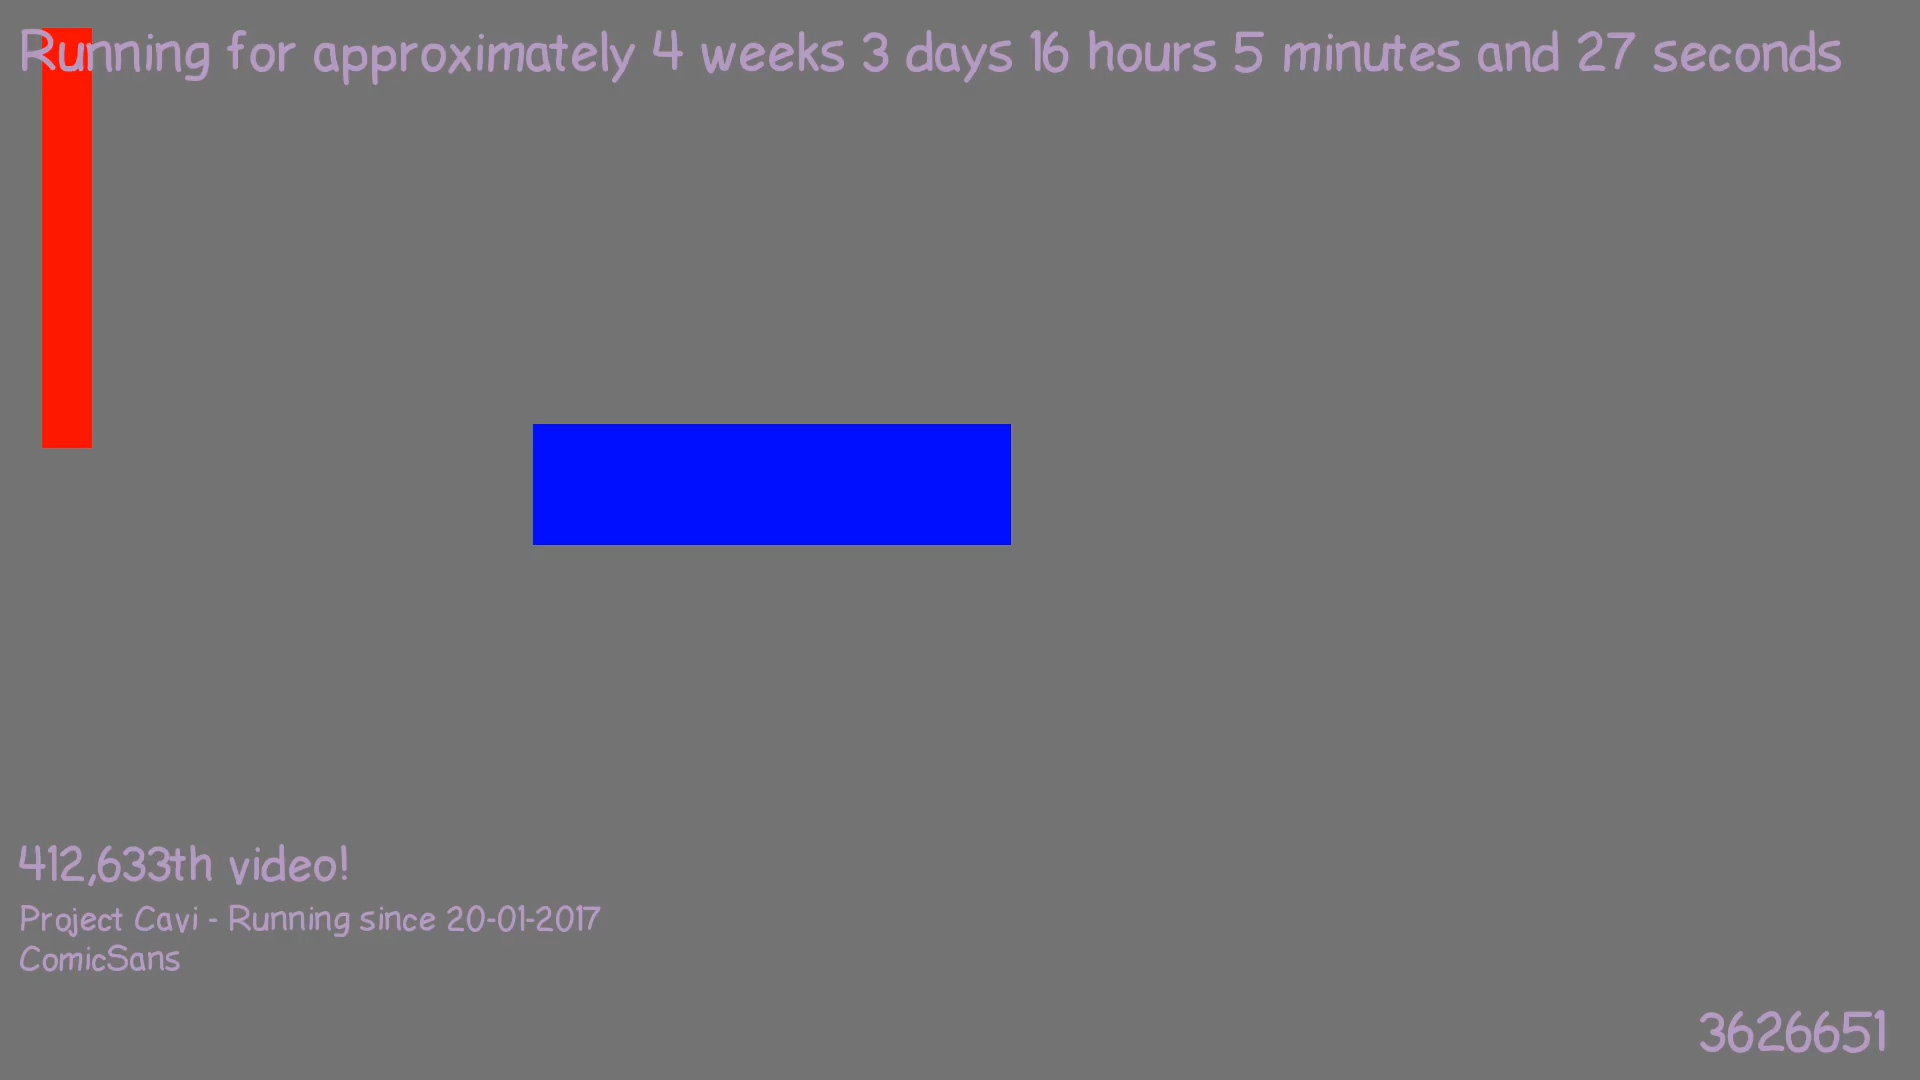 Running for approximately 4 weeks 3 days 16 hours 5 minutes and 27 seconds
412,633th video!
Project Cavi - Running since 20-01-2017
ComicSans
3626651